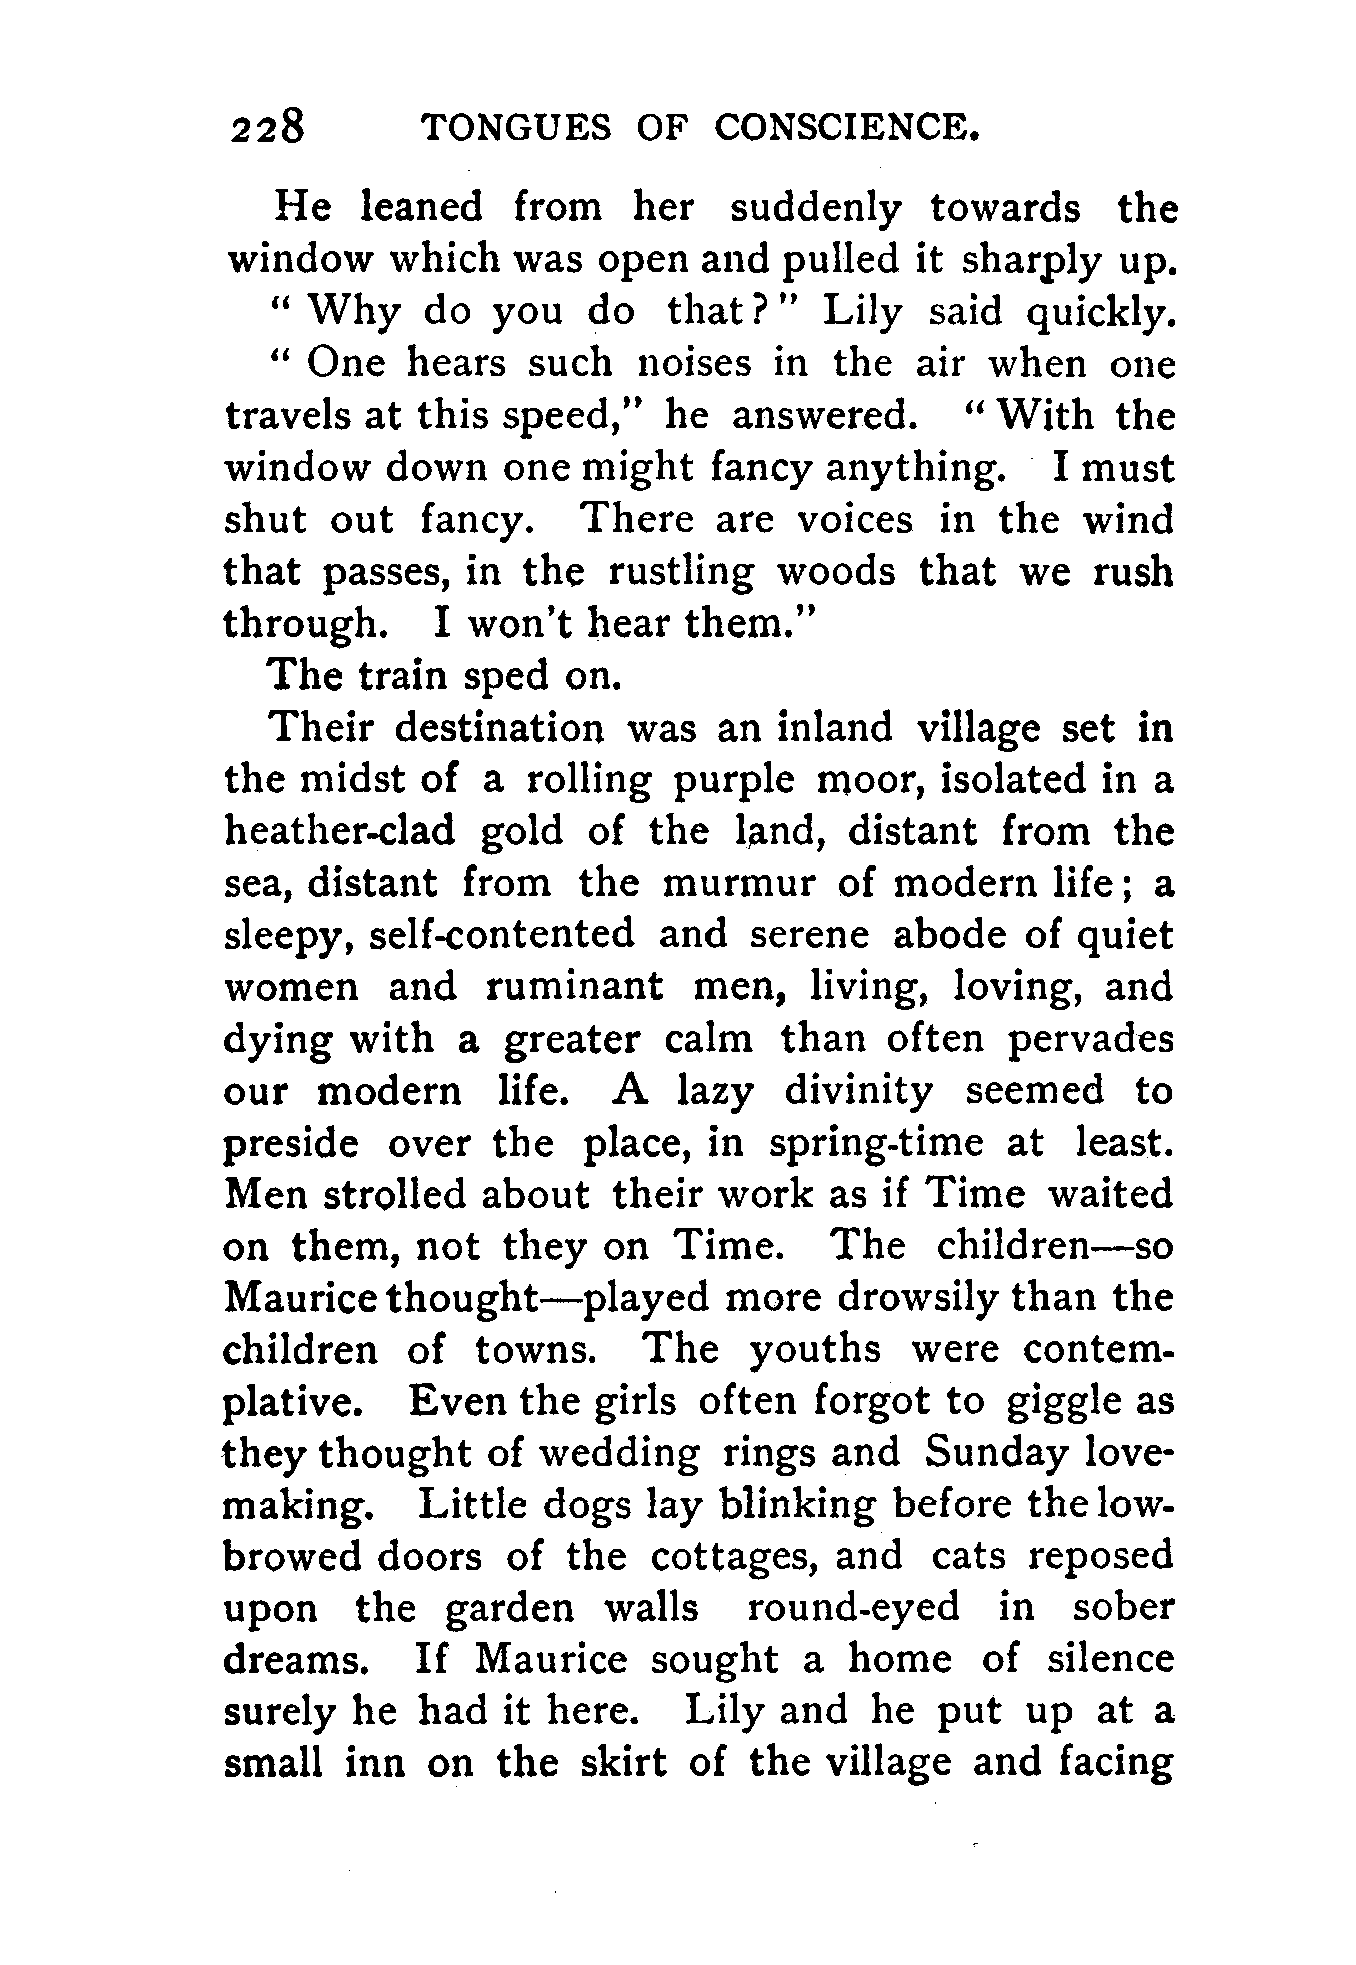 228 TONGUES OF CONSCIENCE.
He leaned from her suddenly towards the
window which was open and pulled it sharply up.
" Why do you do that?" Lily said quickly.
" One hears such noises in the air when one
travels at this speed," he answered. " With the
window down one might fancy anything. I must
shut out fancy. There are voices in the wind
that passes, in the rustling woods that we rush
through. I won't hear them."
The train sped on.
Their destination was an inland village set in
the midst of a rolling purple moor, isolated in a
heather-clad gold of the land, distant from the
sea, distant from the murmur of modern life; a
sleepy, self-contented and serene abode of quiet
women and ruminant men, living, loving, and
dying with a greater calm than often pervades
our modern life. A lazy divinity seemed to
preside over the place, in spring-time at least.
Men strolled about their work as if Time waited
on them, not they on Time. The children—so
Maurice thought—played more drowsily than the
children of towns. The youths were contem-
plative. Even the girls often forgot to giggle as
they thought of wedding rings and Sunday love-
making. Little dogs lay blinking before the low-
browed doors of the cottages, and cats reposed
upon the garden walls round-eyed in sober
dreams. If Maurice sought a home of silence
surely he had it here. Lily and he put up at a
small inn on the skirt of the village and facing